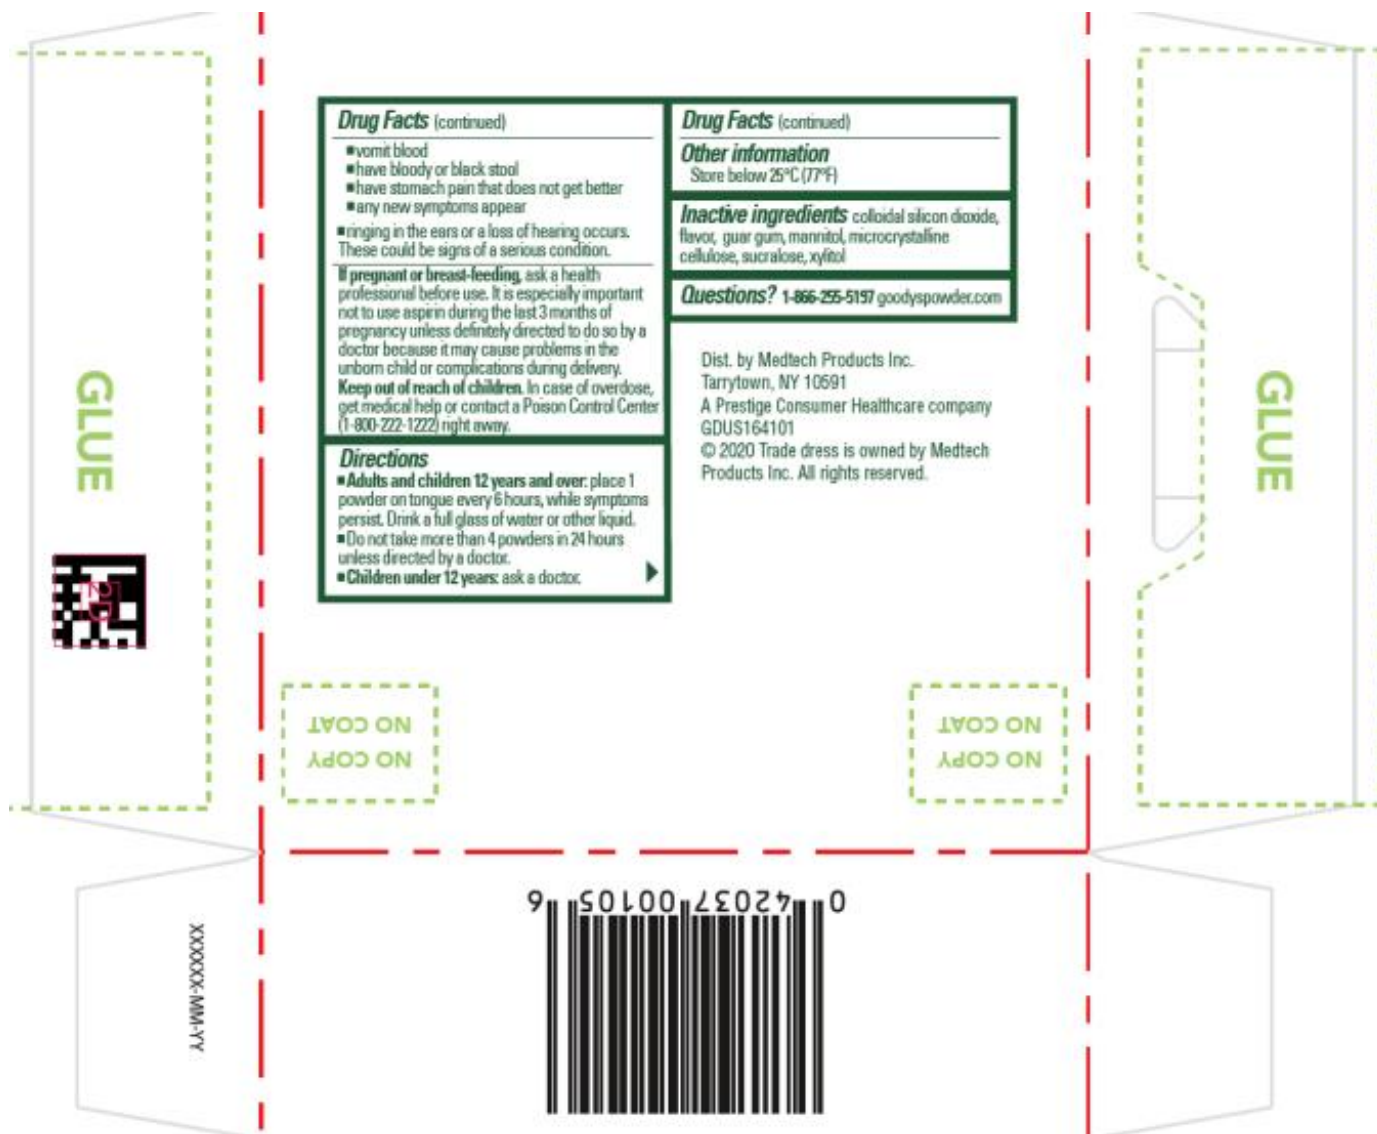 Drug Facts (continued)
■ vomit blood
■ have bloody or black stool
■ have stomach pain that does not get better
■ any new symptoms appear
■ ringing in the ears or a loss of hearing occurs.
These could be signs of a serious condition.
If pregnant or breast-feeding, ask a health
professional before use. It is especially important
not to use aspirin during the last 3 months of
pregnancy unless definitely directed to do so by a
doctor because it may cause problems in the
unborn child or complications during delivery.
Keep out of reach of children. In case of overdose,
get medical help or contact a Poison Control Center
(1-800-222-1222) right away.
Directions
■ Adults and children 12 years and over: place 1
powder on tongue every 6 hours, while symptoms
persist. Drink a full glass of water or other liquid.
■ Do not take more than 4 powders in 24 hours
unless directed by a doctor.
■ Children under 12 years: ask a doctor.
Drug Facts (continued)
Other information
Store below 25°C (77°F)
Inactive ingredients colloidal silicon dioxide,
flavor, guar gum, mannitol, microcrystalline
cellulose, sucralose, xylitol
Questions? 1-866-255-5197 goodyspowder.com
Dist. by Medtech Products Inc.
Tarrytown, NY 10591
A Prestige Consumer Healthcare company
GDUS164101
© 2020 Trade dress is owned by Medtech
Products Inc. All rights reserved.
GLUE
GLUE
2D
NO COPY
NO COAT
NO COPY
NO COAT
0 42037 00105 6
XXXXXX-MM-YY